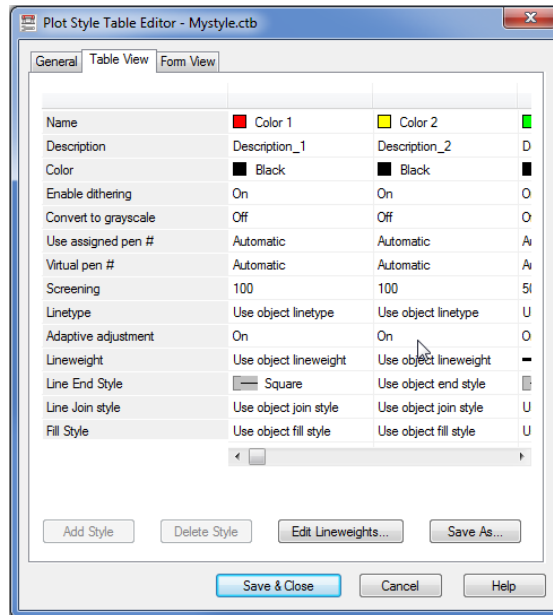 Plot Style Table Editor - Mystyle.ctb
General Table View Form View
Name Color 1 Color 2
Description Description_1 Description_2 D
Color Black Black
Enable dithering On On O
Convert to grayscale Off Off O
Use assigned pen # Automatic Automatic A
Virtual pen # Automatic Automatic A
Screening 100 100 50
Linetype Use object linetype Use object linetype U
Adaptive adjustment On On O
Lineweight Use object lineweight Use object lineweight
Line End Style Square Use object end style
Line Join style Use object join style Use object join style U
Fill Style Use object fill style Use object fill style U
Add Style Delete Style Edit Lineweights... Save As...
Save & Close Cancel Help